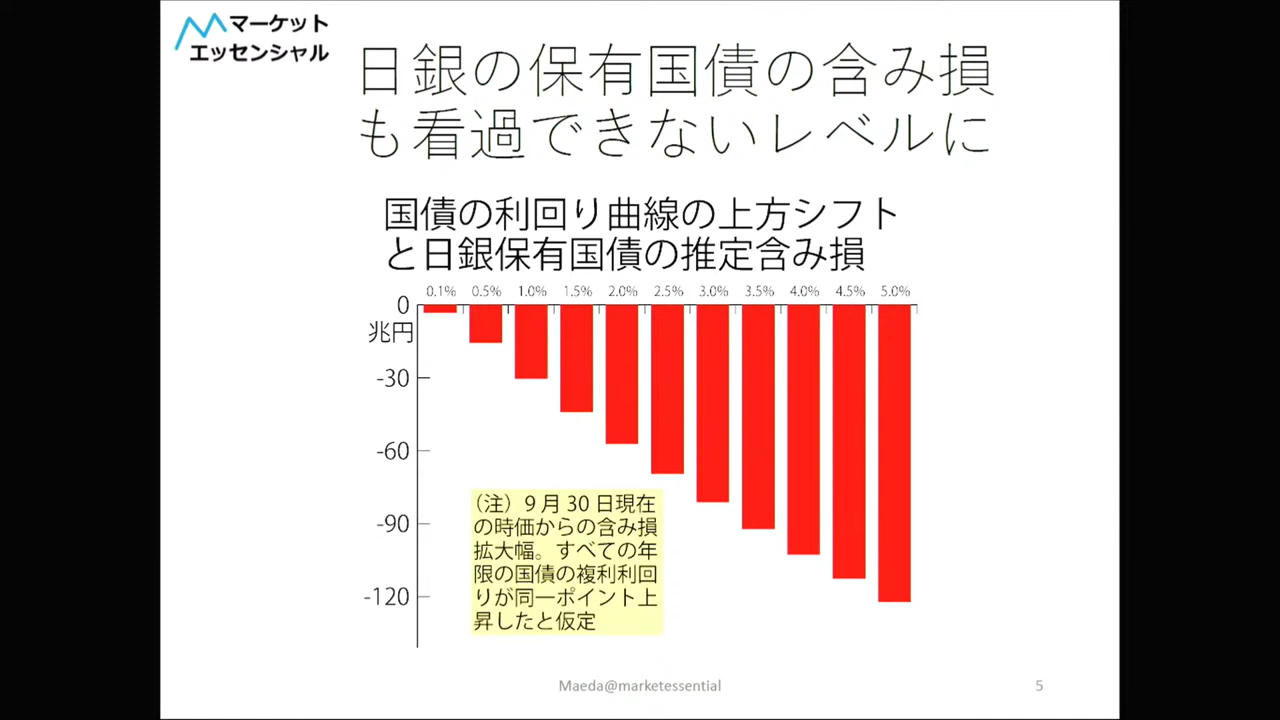 マーケット
エッセンシャル
日銀の保有国債の含み損
も看過できないレベルに
国債の利回り曲線の上方シフト
と日銀保有国債の推定含み損
0.1% 0.5% 1.0% 1.5% 2.0% 2.5% 3.0% 3.5% 4.0% 4.5% 5.0%
0
兆円
-30
-60
-90
-120
（注）9月30日現在
の時価からの含み損
拡大幅。すべての年
限の国債の複利利回
りが同一ポイント上
昇したと仮定
Maeda@marketessential
5